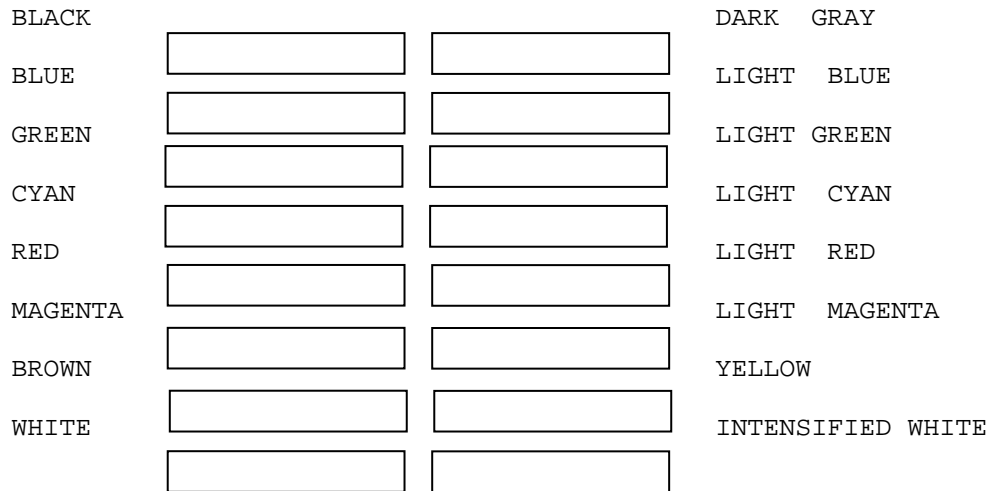 BLACK DARK GRAY
BLUE LIGHT BLUE
GREEN LIGHT GREEN
CYAN LIGHT CYAN
RED LIGHT RED
MAGENTA LIGHT MAGENTA
BROWN YELLOW
WHITE INTENSIFIED WHITE